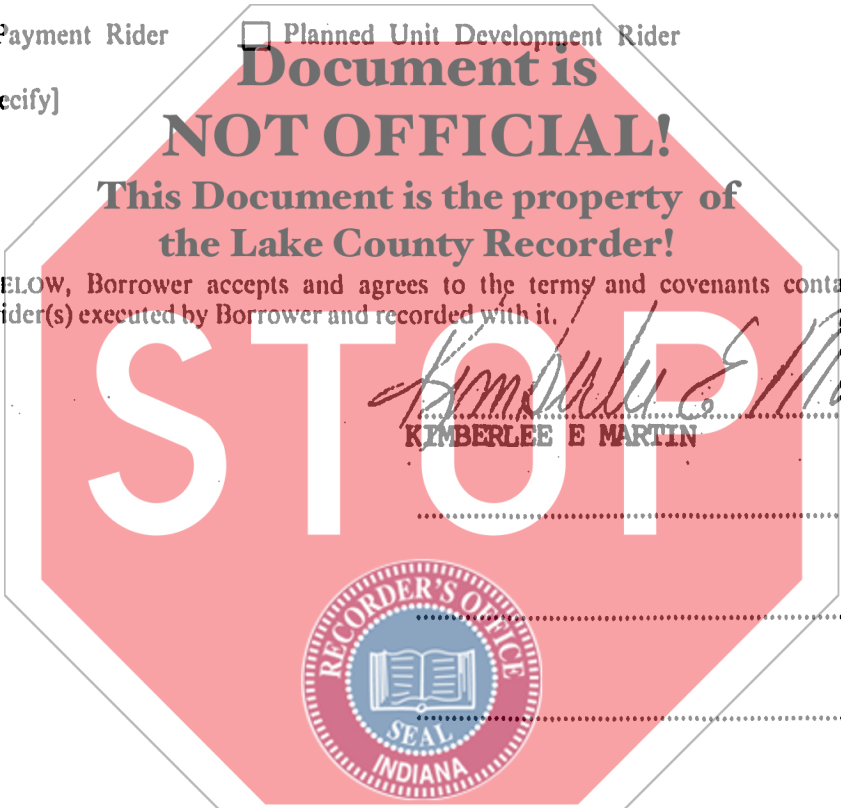 Payment Rider Planned Unit Development Rider
Document is
ecify]
NOT OFFICIAL!
This Document is the property of
the Lake County Recorder!
ELOW, Borrower accepts and agrees to the terms and covenants conta
ider(s) executed by Borrower and recorded with it.
STOP
Kimberlee E Ma
KIMBERLEE E MARTIN
RECORDER'S OFFICE
SEAL
INDIANA